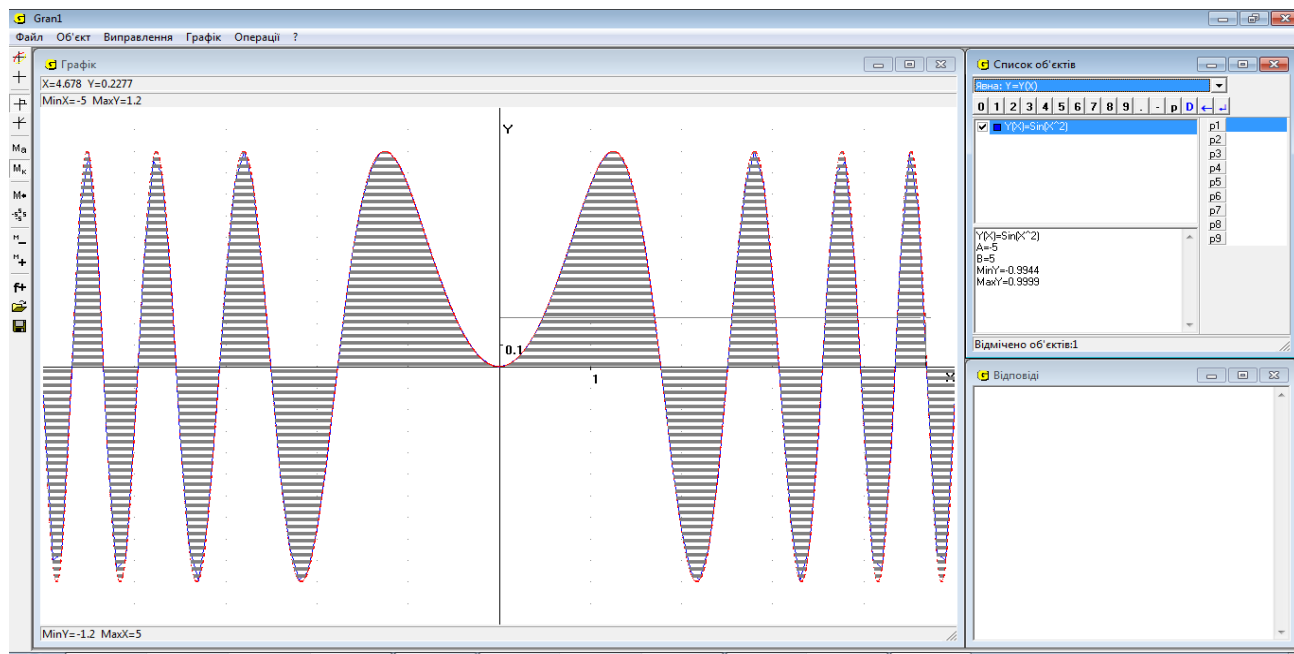 Gran1
Файл Об'єкт Виправлення Графік Операції ?
Графік
X=4.678 Y=0.2277
MinX=-5 MaxY=1.2
Y
0.1
1
X
MinY=-1.2 MaxX=5
Ma
Мк
M+
M
M
f+
Список об'єктів
Явна: Y=Y(X)
0 1 2 3 4 5 6 7 8 9 . - p D ←
Y(X)=Sin(X^2)
p1
p2
p3
p4
p5
p6
p7
p8
p9
Y(X)=Sin(X^2)
A=-5
B=5
MinY=-0.9944
MaxY=0.9999
Відмічено об'єктів:1
Відповіді